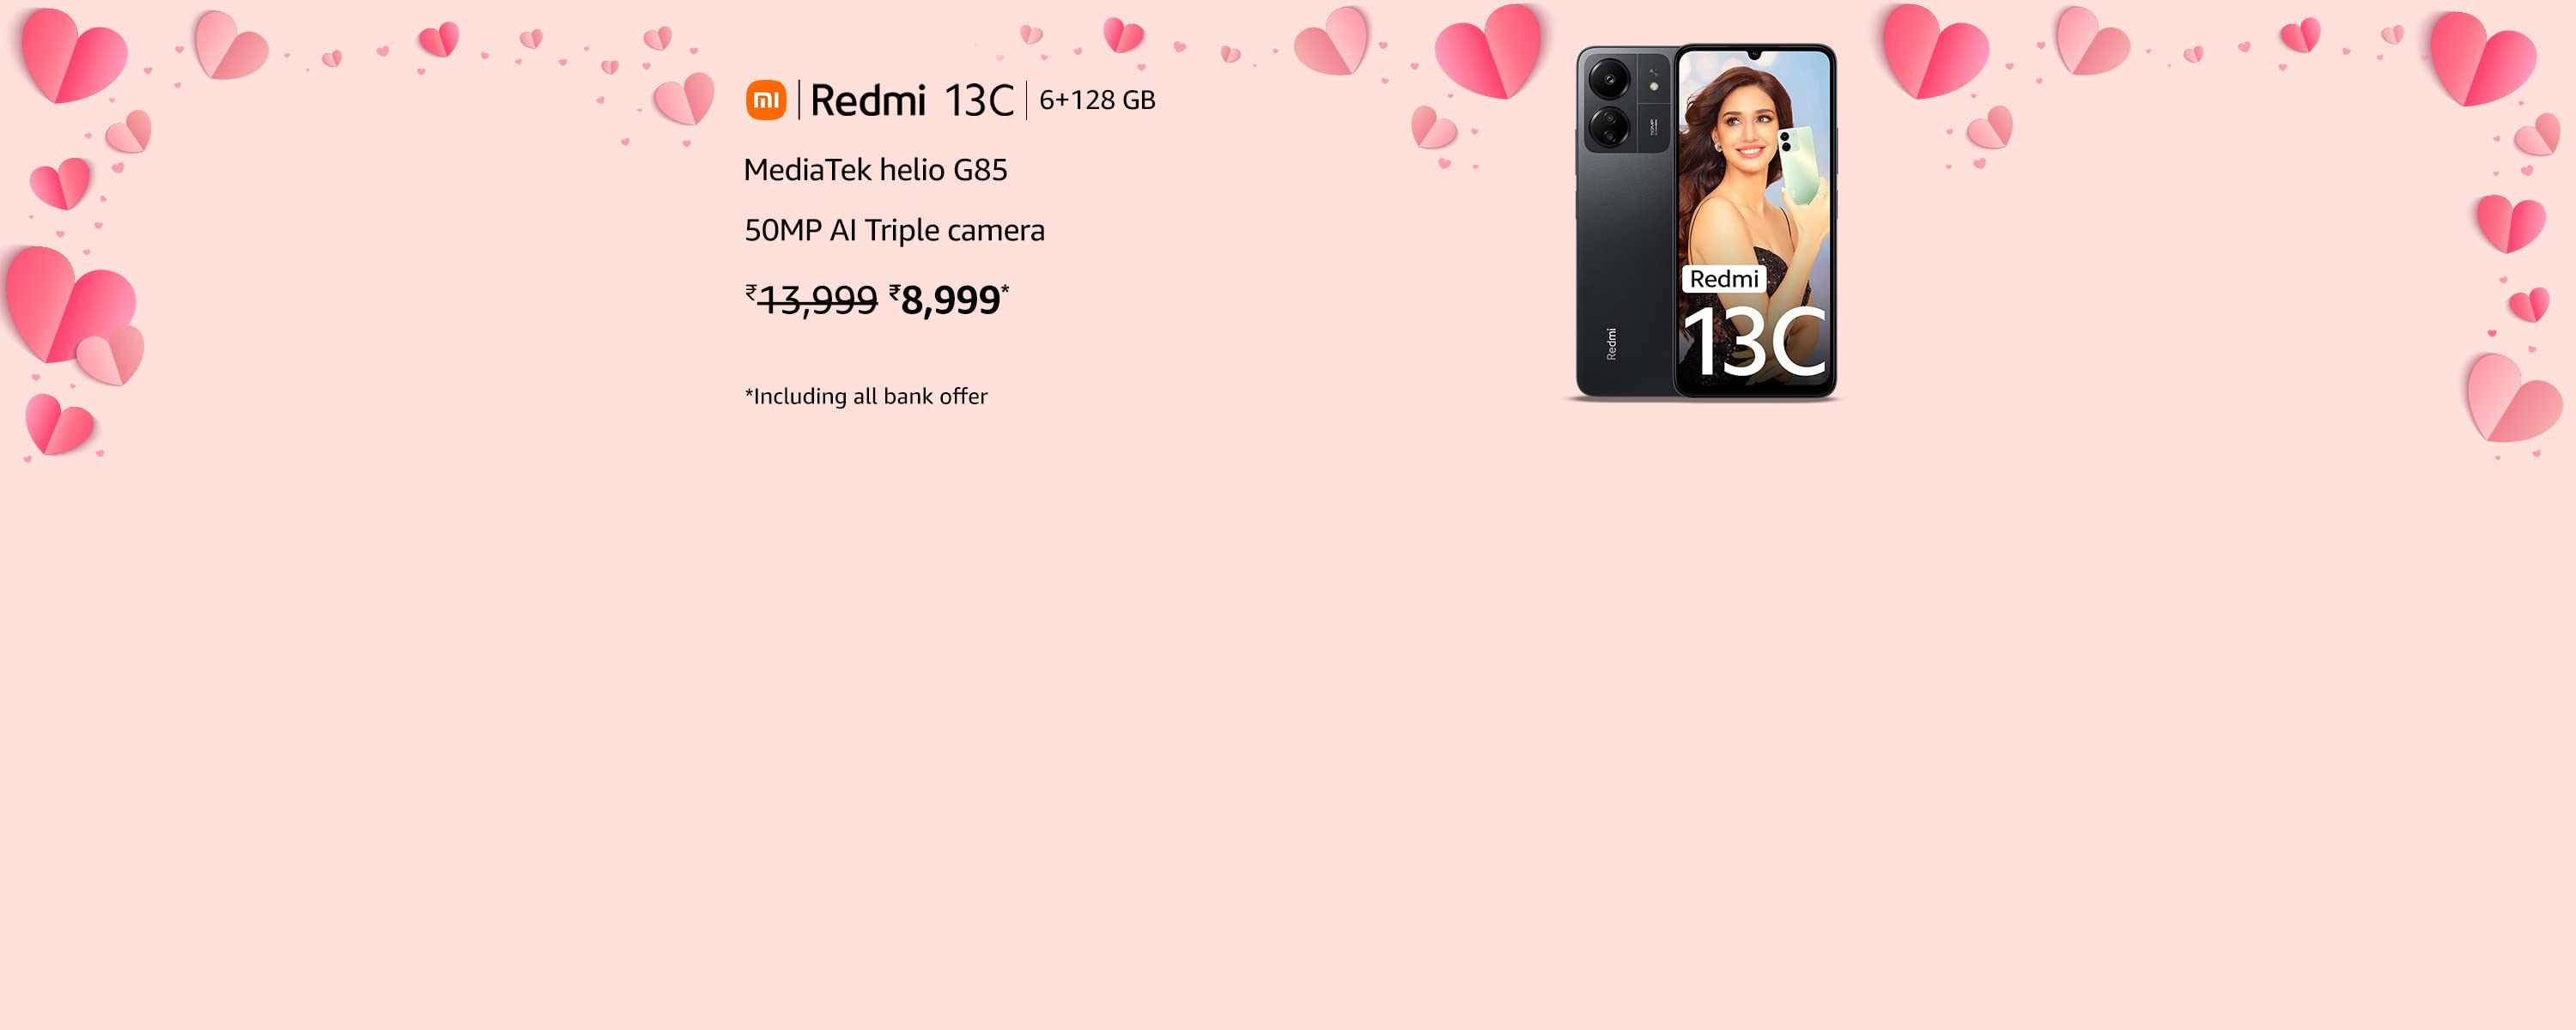 mi | Redmi 13C | 6+128 GB
MediaTek helio G85
50MP AI Triple camera
₹13,999 ₹8,999*
*Including all bank offer
Redmi
Redmi
13C